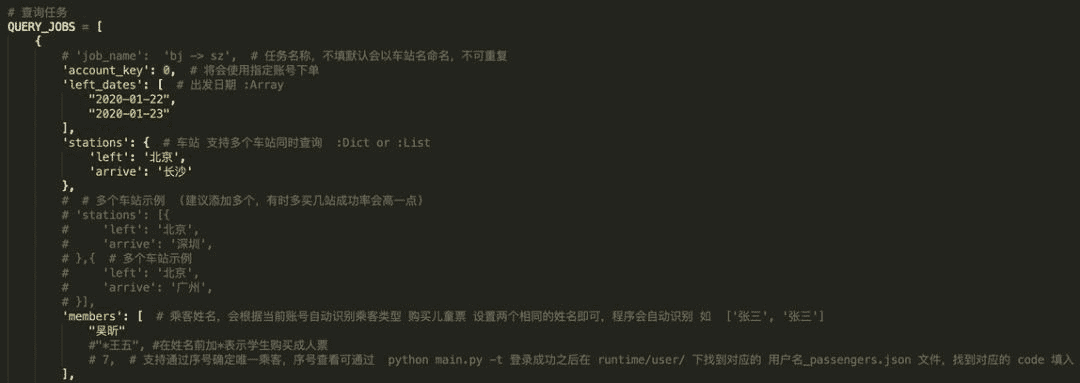 # 查询任务
QUERY_JOBS = [
{
# 'job_name':  'bj -> sz',  # 任务名称，不填默认会以车站名命名，不可重复
'account_key': 0,  # 将会使用指定账号下单
'left_dates': [  # 出发日期 :Array
"2020-01-22",
"2020-01-23"
],
'stations': {  # 车站 支持多个车站同时查询  :Dict or :List
'left': '北京',
'arrive': '长沙'
},
#  # 多个车站示例  (建议添加多个，有时多买几站成功率会高一点)
# 'stations': [{
#     'left': '北京',
#     'arrive': '深圳',
# },{  # 多个车站示例
#     'left': '北京',
#     'arrive': '广州',
# }],
'members': [  # 乘客姓名，会根据当前账号自动识别乘客类型 购买儿童票 设置两个相同的姓名即可，程序会自动识别 如  ['张三', '张三']
"吴昕"
#"*王五", #在姓名前加*表示学生购买成人票
# 7,  # 支持通过序号确定唯一乘客，序号查看可通过  python main.py -t 登录成功之后在 runtime/user/ 下找到对应的 用户名_passengers.json 文件，找到对应的 code 填入
],